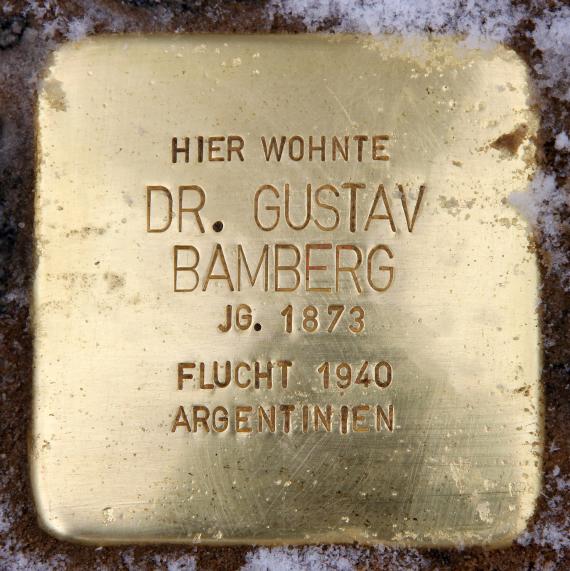 HIER WOHNTE
DR. GUSTAV
BAMBERG
JG. 1873
FLUCHT 1940
ARGENTINIEN